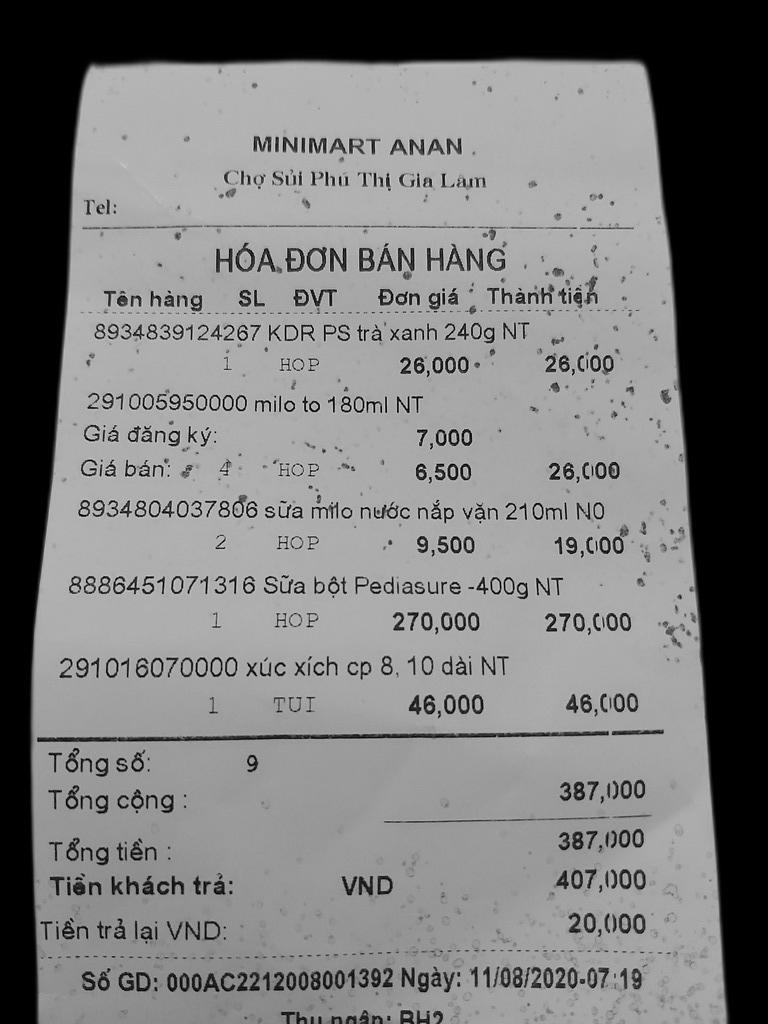 MINIMART ANAN
Chợ Sủi Phú Thị Gia Lâm
Tel:
HÓA ĐƠN BÁN HÀNG
Tên hàng SL ĐVT Đơn giá Thành tiền
8934839124267 KDR PS trà xanh 240g NT
1 HOP 26,000 26,000
291005950000 milo to 180ml NT
Giá đăng ký: 7,000
Giá bán: 4 HOP 6,500 26,000
8934804037806 sữa milo nước nắp vặn 210ml N0
2 HOP 9,500 19,000
8886451071316 Sữa bột Pediasure -400g NT
1 HOP 270,000 270,000
291016070000 xúc xích cp 8, 10 dài NT
1 TUI 46,000 46,000
Tổng số: 9
Tổng cộng : 387,000
Tổng tiền : 387,000
Tiền khách trả: VND 407,000
Tiền trả lại VND: 20,000
Số GD: 000AC2212008001392 Ngày: 11/08/2020-07:19
Thu ngân: BH2